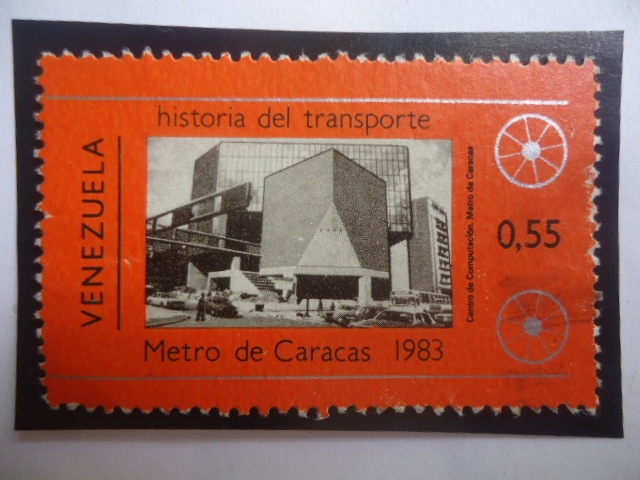 historia del transporte
VENEZUELA
Centro de Computación. Metro de Caracas
0,55
Metro de Caracas 1983